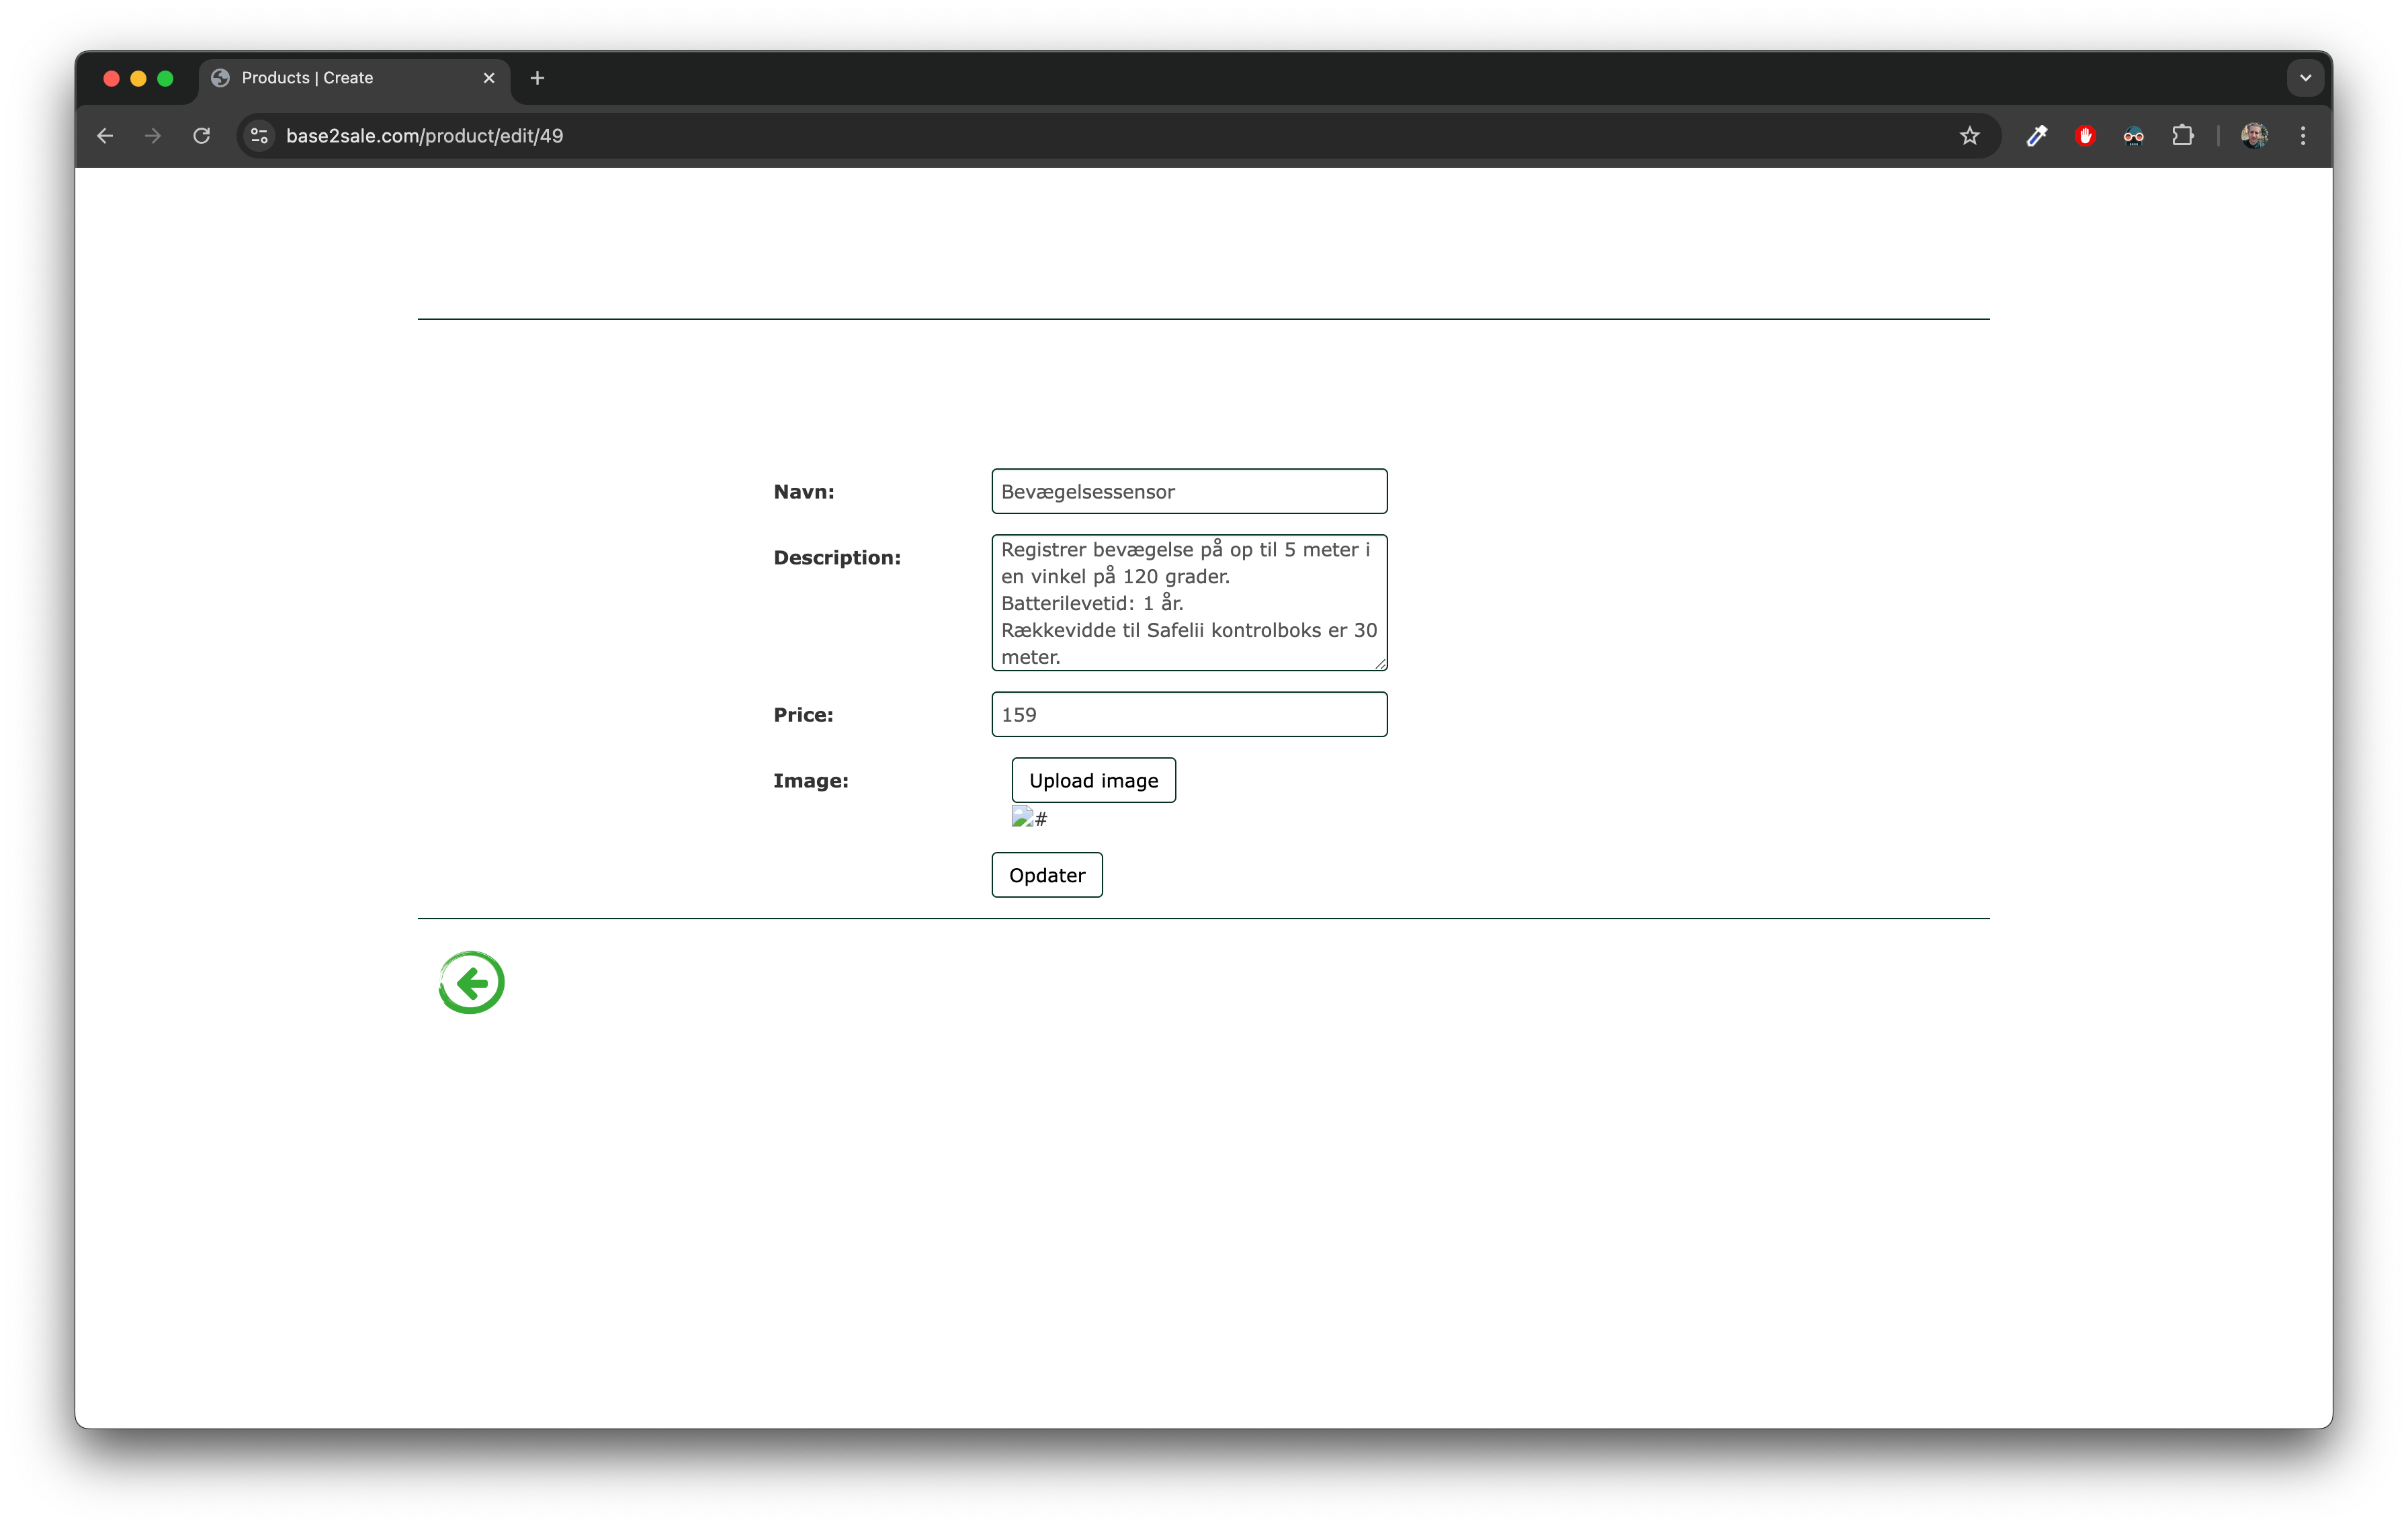 Products | Create
base2sale.com/product/edit/49
Navn:
Bevægelsessensor
Description:
Registrer bevægelse på op til 5 meter i
en vinkel på 120 grader.
Batterilevetid: 1 år.
Rækkevidde til Safelii kontrolboks er 30
meter.
Price:
159
Image:
Upload image
#
Opdater